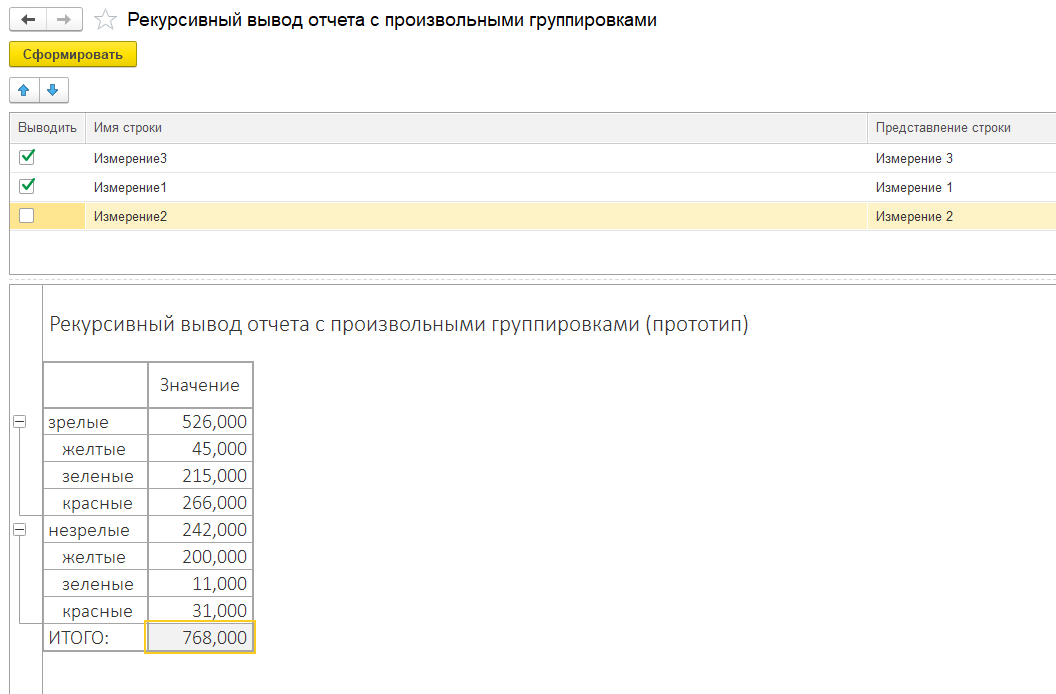 Рекурсивный вывод отчета с произвольными группировками
Сформировать
Выводить Имя строки Представление строки
Измерение3 Измерение 3
Измерение1 Измерение 1
Измерение2 Измерение 2
Рекурсивный вывод отчета с произвольными группировками (прототип)
Значение
зрелые 526,000
желтые 45,000
зеленые 215,000
красные 266,000
незрелые 242,000
желтые 200,000
зеленые 11,000
красные 31,000
ИТОГО: 768,000